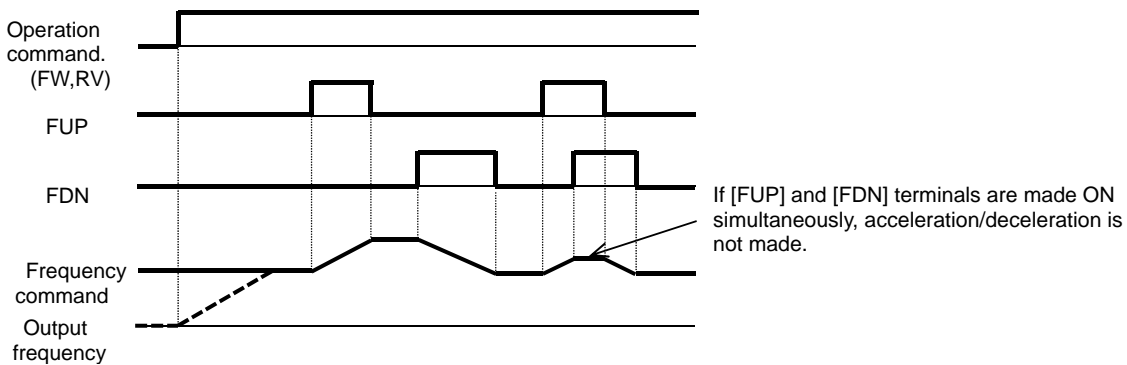 Operation
command.
(FW,RV)
FUP
FDN
If [FUP] and [FDN] terminals are made ON
simultaneously, acceleration/deceleration is
not made.
Frequency
command
Output
frequency